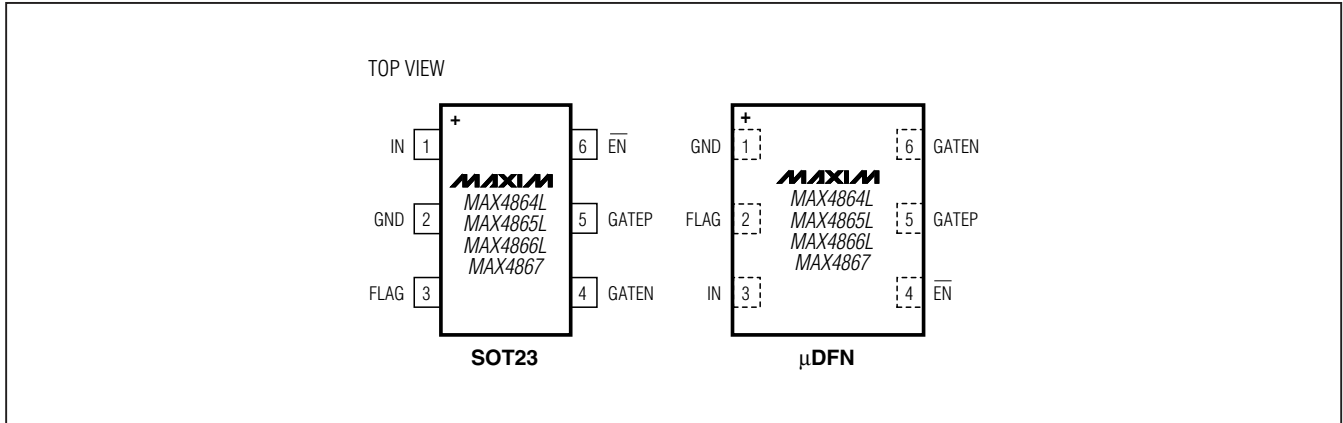 TOP VIEW
+
IN 1
6 EN
MAXIM
MAX4864L
MAX4865L
MAX4866L
MAX4867
GND 2
5 GATEP
FLAG 3
4 GATEN
SOT23
+
GND 1
6 GATEN
MAXIM
MAX4864L
MAX4865L
MAX4866L
MAX4867
FLAG 2
5 GATEP
IN 3
4 EN
μDFN